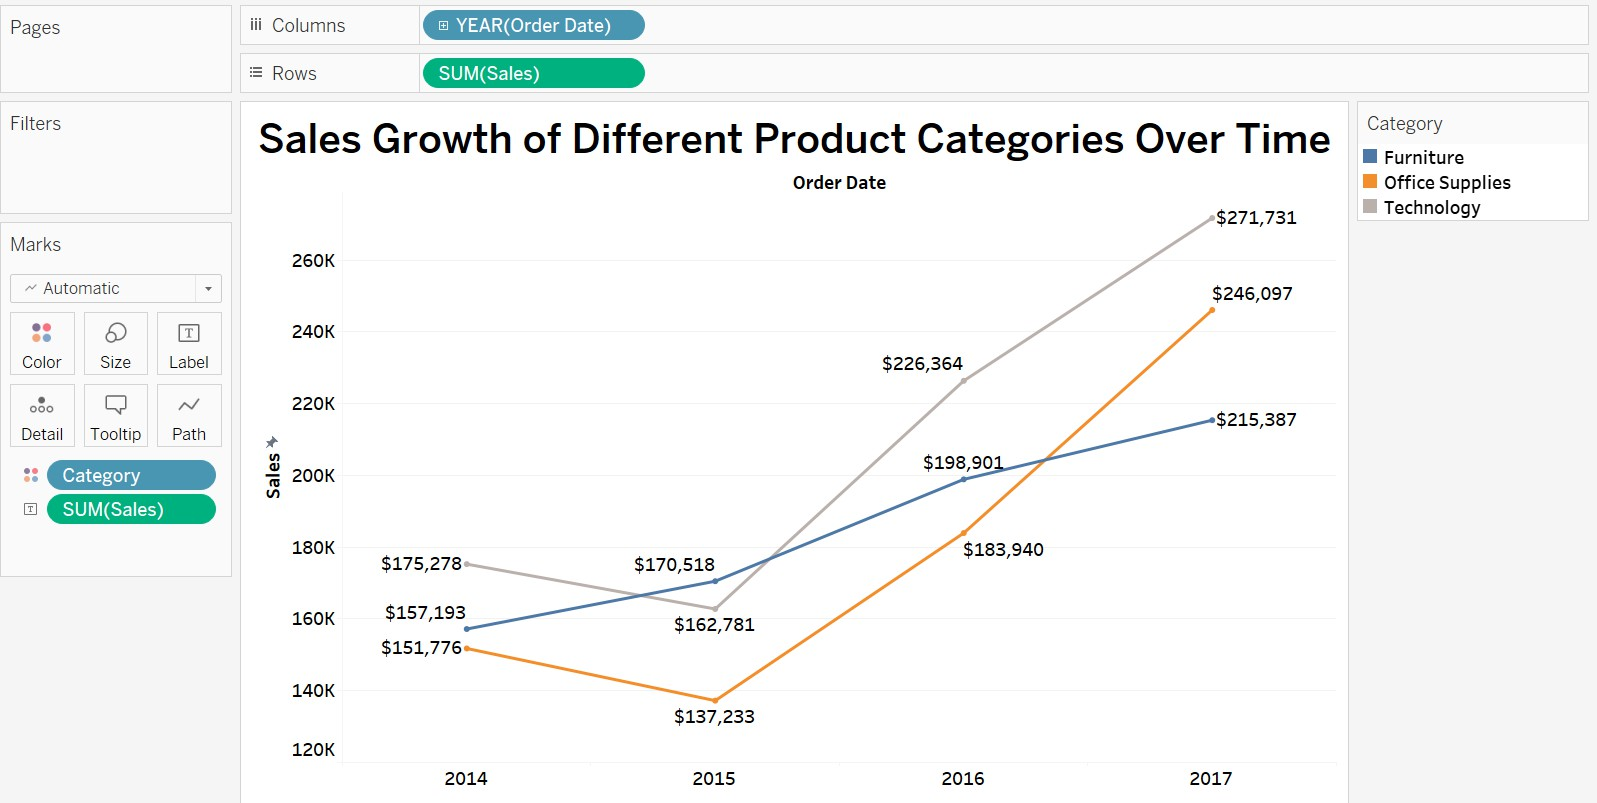 Pages
Columns
YEAR(Order Date)
Rows
SUM(Sales)
Filters
Marks
Automatic
Color
Size
Label
Detail
Tooltip
Path
Category
SUM(Sales)
Sales Growth of Different Product Categories Over Time
Order Date
Sales
260K
240K
220K
200K
180K
160K
140K
120K
$271,731
$246,097
$226,364
$215,387
$198,901
$183,940
$175,278
$170,518
$157,193
$162,781
$151,776
$137,233
2014
2015
2016
2017
Category
Furniture
Office Supplies
Technology